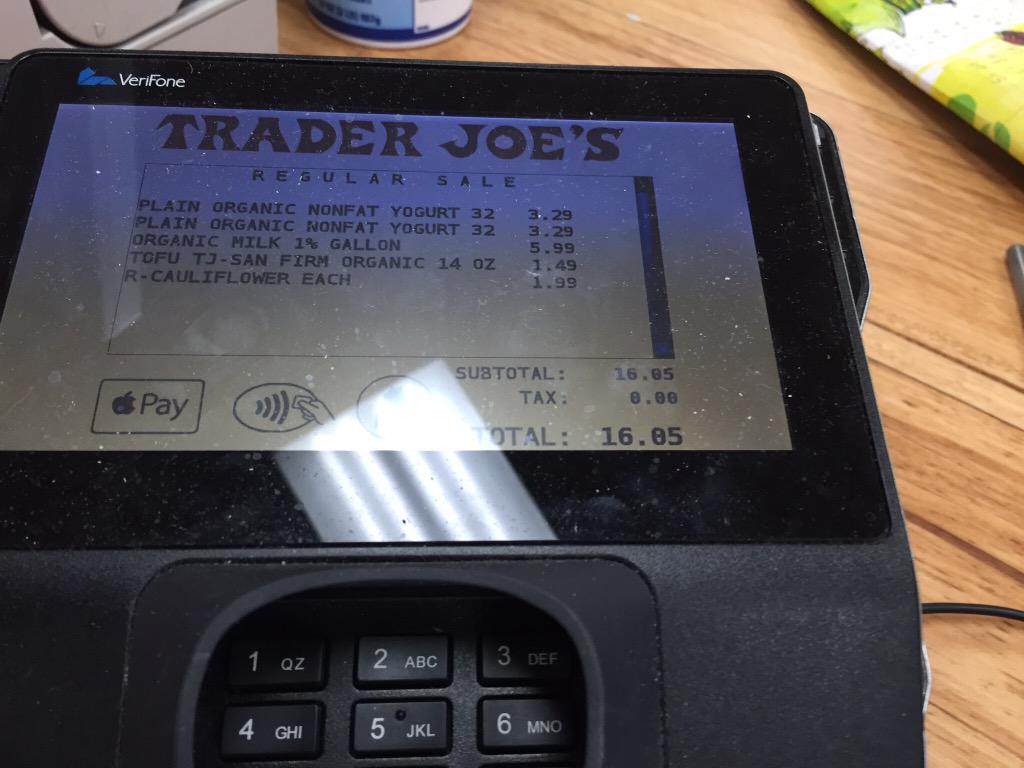 VeriFone
TRADER JOE'S
REGULAR SALE
PLAIN ORGANIC NONFAT YOGURT 32 3.29
PLAIN ORGANIC NONFAT YOGURT 32 3.29
ORGANIC MILK 1% GALLON 5.99
TOFU TJ-SAN FIRM ORGANIC 14 OZ 1.49
R-CAULIFLOWER EACH 1.99
SUBTOTAL: 16.05
TAX: 0.00
TOTAL: 16.05
Pay
1 QZ 2 ABC 3 DEF
4 GHI 5 JKL 6 MNO